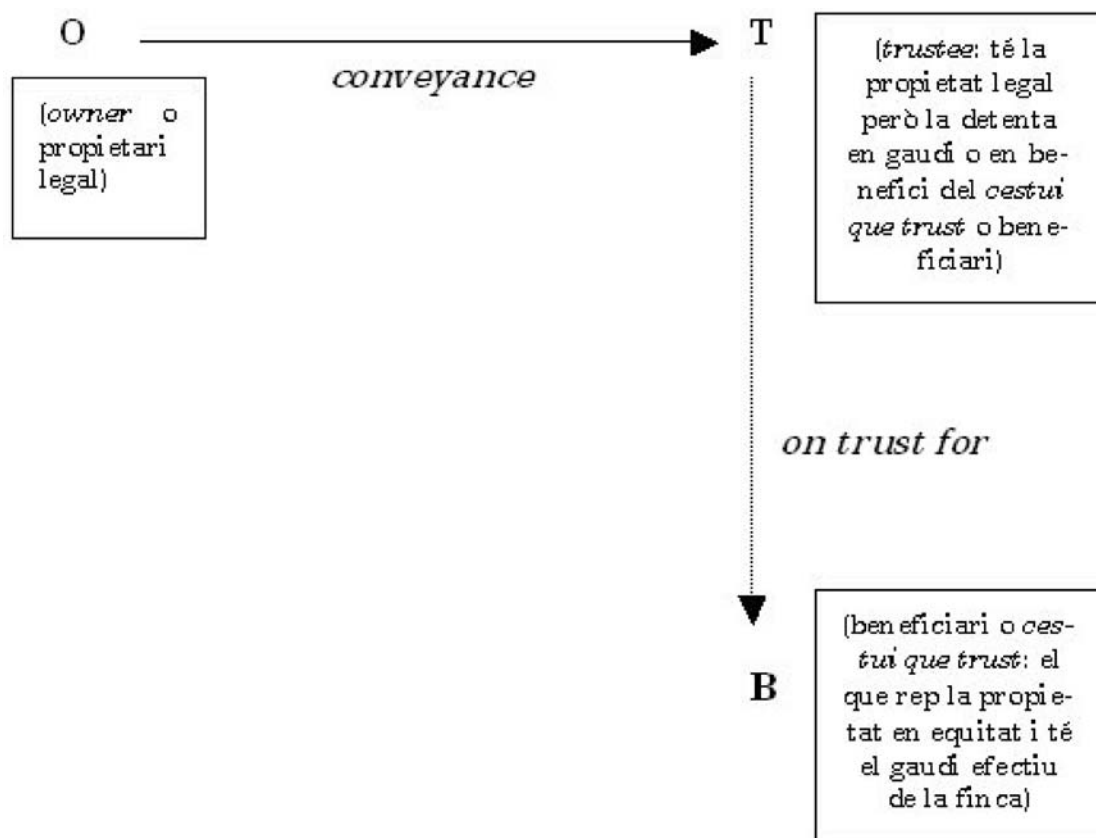 O
T
conveyance
(owner o
propietari
legal)
(trustee: té la
propietat legal
però la detenta
en gaudi o en be-
nefici del cestui
que trust o bene-
ficiari)
on trust for
B
(beneficiari o ces-
tui que trust: el
que rep la propie-
tat en equitat i té
el gaudi efectiu
de la finca)